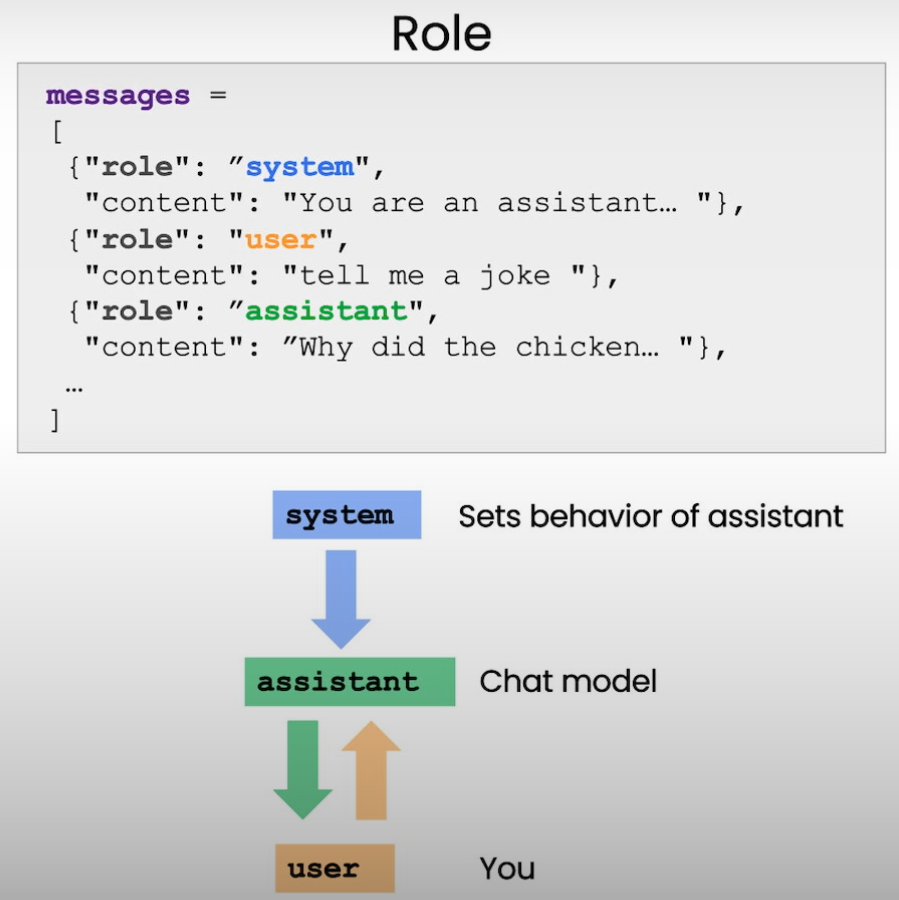 Role
messages =
[
{"role": ”system",
"content": "You are an assistant… "},
{"role": "user",
"content": "tell me a joke "},
{"role": ”assistant",
"content": ”Why did the chicken… "},
…
]
system Sets behavior of assistant
assistant Chat model
user You